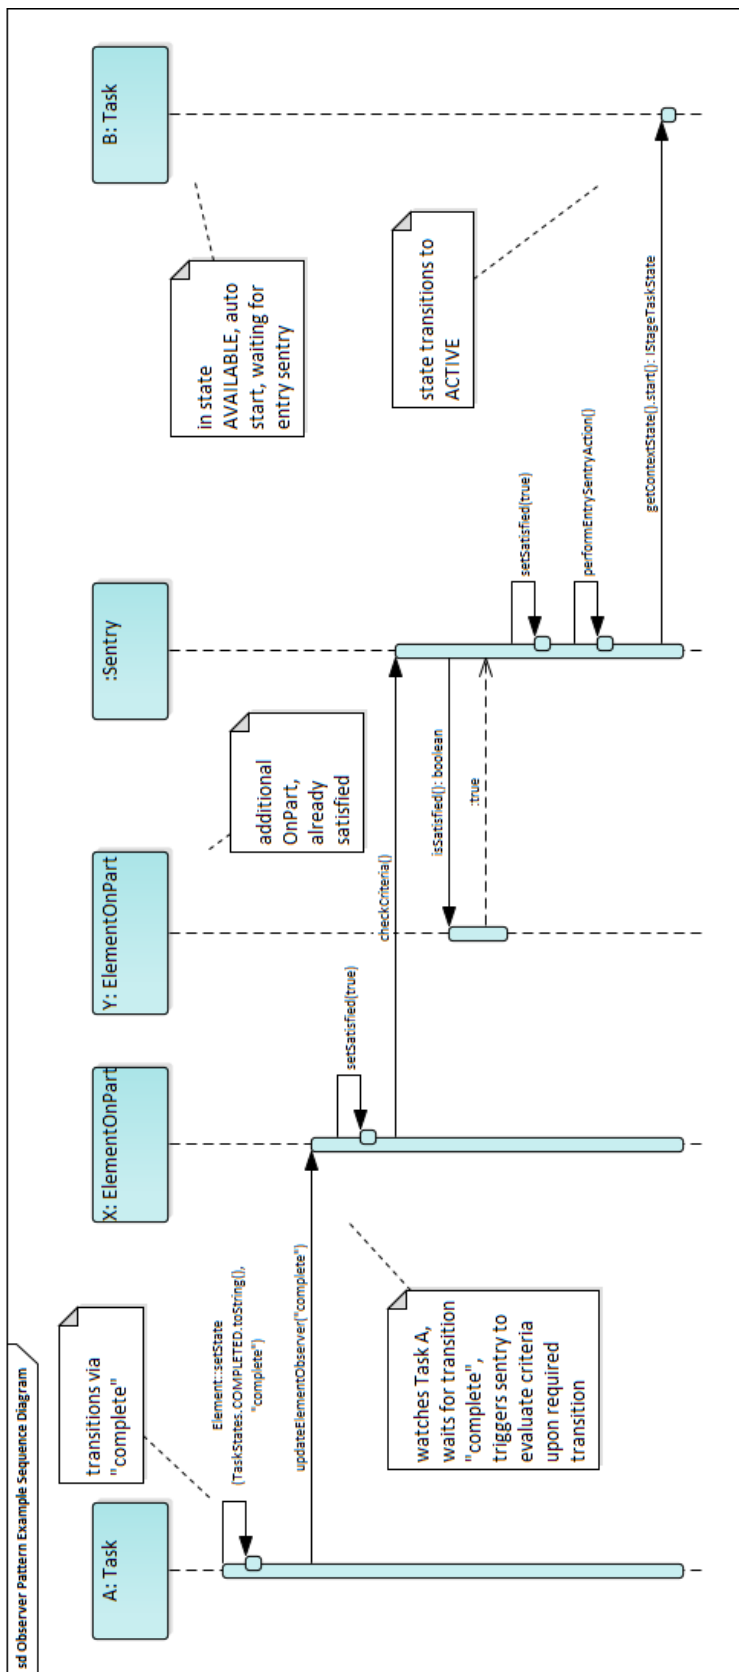 sd Observer Pattern Example Sequence Diagram
A: Task
X: ElementOnPart
Y: ElementOnPart
:Sentry
B: Task
transitions via
"complete"
additional
OnPart,
already
satisfied
in state
AVAILABLE, auto
start, waiting for
entry sentry
Element::setState
(TaskStates.COMPLETED.toString(),
"complete")
updateElementObserver("complete")
setSatisfied(true)
checkCriteria()
watches Task A,
waits for transition
"complete",
triggers sentry to
evaluate criteria
upon required
transition
isSatisfied(): boolean
:true
setSatisfied(true)
performEntrySentryAction()
state transitions to
ACTIVE
getContextState().start(): IStageTaskState